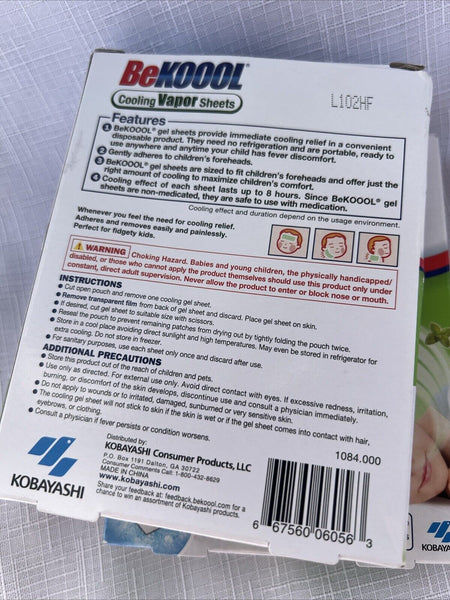 BeKOOOL®
Cooling Vapor Sheets
L102HF
Features
1 BeKOOOL® gel sheets provide immediate cooling relief in a convenient
disposable product. They need no refrigeration and are portable, ready to
use anywhere and anytime your child has fever discomfort.
2 Gently adheres to children's foreheads.
3 BeKOOOL® gel sheets are sized to fit children's foreheads and offer just the
right amount of cooling to maximize children's comfort.
4 Cooling effect of each sheet lasts up to 8 hours. Since BeKOOOL® gel
sheets are non-medicated, they are safe to use with medication.
Cooling effect and duration depend on the usage environment.
Whenever you feel the need for cooling relief.
Adheres and removes easily and painlessly.
Perfect for fidgety kids.
⚠ WARNING Choking Hazard. Babies and young children, the physically handicapped/
disabled, or those who cannot apply the product themselves should use this product only under
constant, direct adult supervision. Never allow the product to enter or block nose or mouth.
INSTRUCTIONS
● Cut open pouch and remove one cooling gel sheet.
● Remove transparent film from back of gel sheet and discard. Place gel sheet on skin.
● If desired, cut gel sheet to suitable size with scissors.
● Reseal the pouch to prevent remaining patches from drying out by tightly folding the pouch twice.
● Store in a cool place avoiding direct sunlight and high temperatures. May even be stored in refrigerator for
extra cooling. Do not store in freezer.
● For sanitary purposes, use each sheet only once and discard after use.
ADDITIONAL PRECAUTIONS
● Store this product out of the reach of children and pets.
● Use only as directed. For external use only. Avoid direct contact with eyes. If excessive redness, irritation,
burning, or discomfort of the skin develops, discontinue use and consult a physician immediately.
● Do not apply to wounds or to irritated, damaged, sunburned or very sensitive skin.
● The cooling gel sheet will not stick to skin if the skin is wet or if the gel sheet comes into contact with hair,
eyebrows, or clothing.
● Consult a physician if fever persists or condition worsens.
KOBAYASHI
Distributed by:
KOBAYASHI Consumer Products, LLC
P.O. Box 1191 Dalton, GA 30722
Consumer Comments Call: 1-800-432-8629
MADE IN CHINA
www.kobayashi.com
Share your feedback at: feedback.bekoool.com for a
chance to win an assortment of Kobayashi products.
1084.000
6 67560 06056 3
KOBAYAS